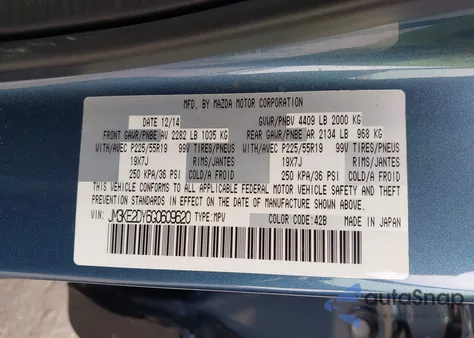 MFD. BY MAZDA MOTOR CORPORATION
DATE 12/14 GVWR/PNBV 4409 LB 2000 KG
FRONT GAWR/PNBE AV 2282 LB 1035 KG REAR GAWR/PNBE AR 2134 LB 968 KG
WITH/AVEC P225/55R19 99V TIRES/PNEUS WITH/AVEC P225/55R19 99V TIRES/PNEUS
19X7J RIMS/JANTES 19X7J RIMS/JANTES
250 KPA/36 PSI COLD/A FROID 250 KPA/36 PSI COLD/A FROID
THIS VEHICLE CONFORMS TO ALL APPLICABLE FEDERAL MOTOR VEHICLE SAFETY, BUMPER, AND THEFT
PREVENTION STANDARDS IN EFFECT ON THE DATE OF MANUFACTURE SHOWN ABOVE.
VIN: JM3KE2DY6G0609620 TYPE: MPV COLOR CODE: 42B MADE IN JAPAN
autoSnap